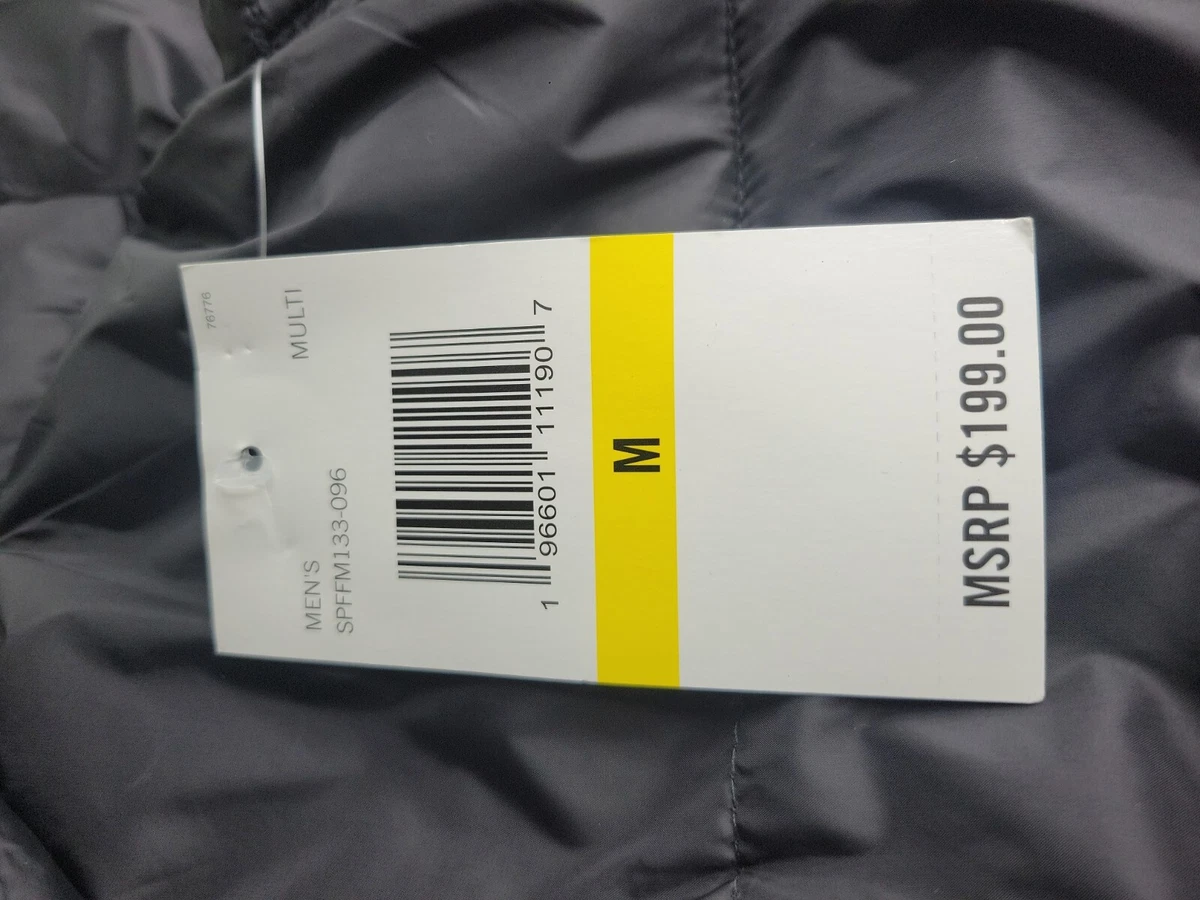 76776
MULTI
MEN'S
SPFFM133-096
1 96601 11190 7
M
MSRP $199.00